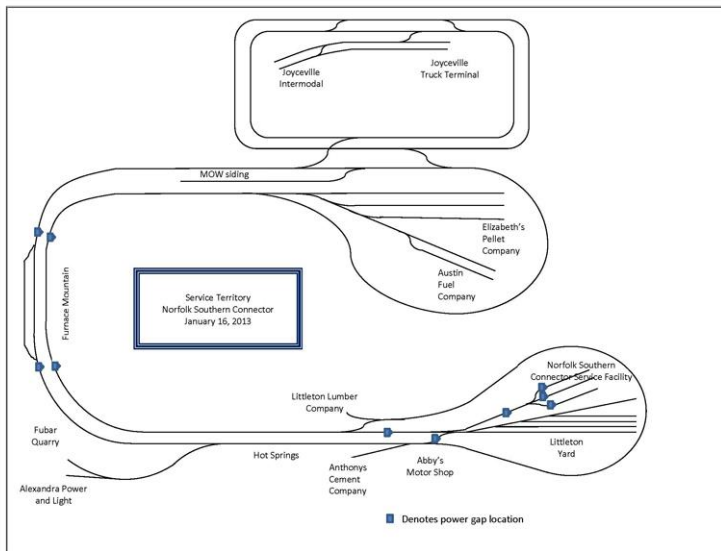 Joyceville
Intermodal
Joyceville
Truck Terminal
MOW siding
Elizabeth's
Pellet
Company
Austin
Fuel
Company
Furnace Mountain
Service Territory
Norfolk Southern Connector
January 16, 2013
Norfolk Southern
Connector Service Facility
Littleton Lumber
Company
Fubar
Quarry
Hot Springs
Anthonys
Cement
Company
Abby's
Motor Shop
Littleton
Yard
Alexandra Power
and Light
Denotes power gap location